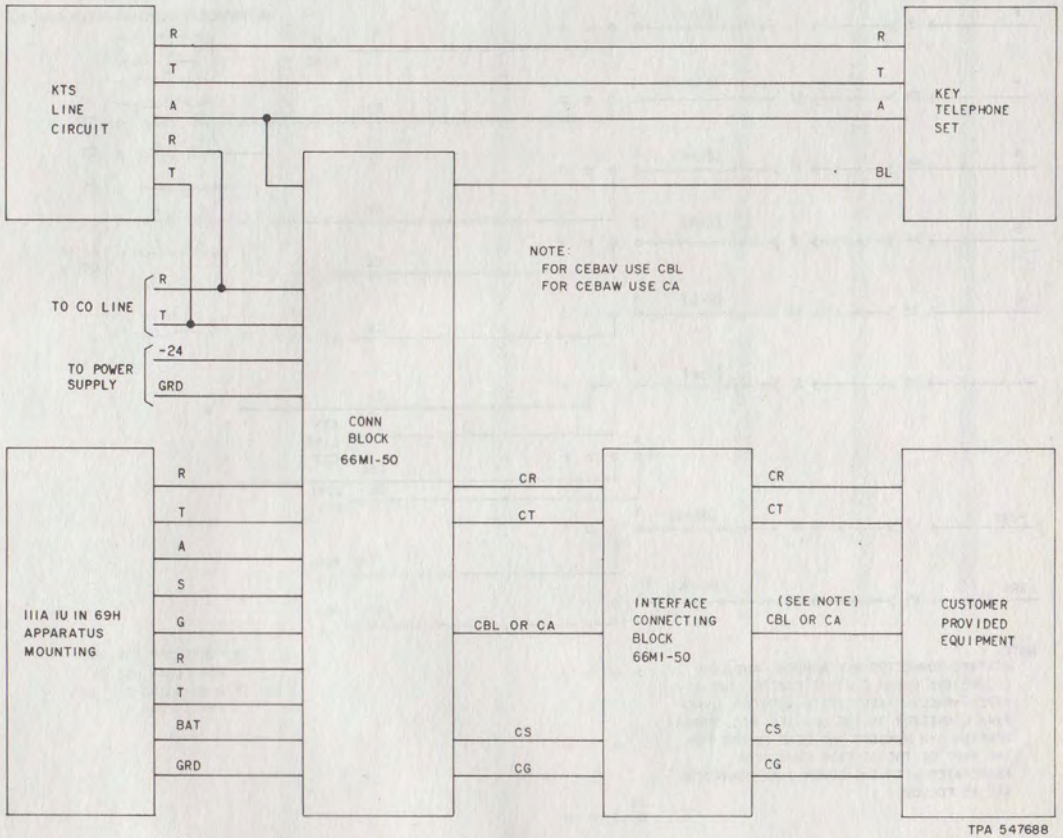 R
R
T
T
KTS
LINE
CIRCUIT
A
A
KEY
TELEPHONE
SET
R
T
BL
NOTE:
FOR CEBAV USE CBL
FOR CEBAW USE CA
R
TO CO LINE
T
-24
TO POWER
SUPPLY
GRD
CONN
BLOCK
66M1-50
R
CR
CR
T
CT
CT
A
S
111A IU IN 69H
APPARATUS
MOUNTING
G
CBL OR CA
INTERFACE
CONNECTING
BLOCK
66M1-50
(SEE NOTE)
CBL OR CA
CUSTOMER
PROVIDED
EQUIPMENT
R
T
BAT
CS
CS
GRD
CG
CG
TPA 547688